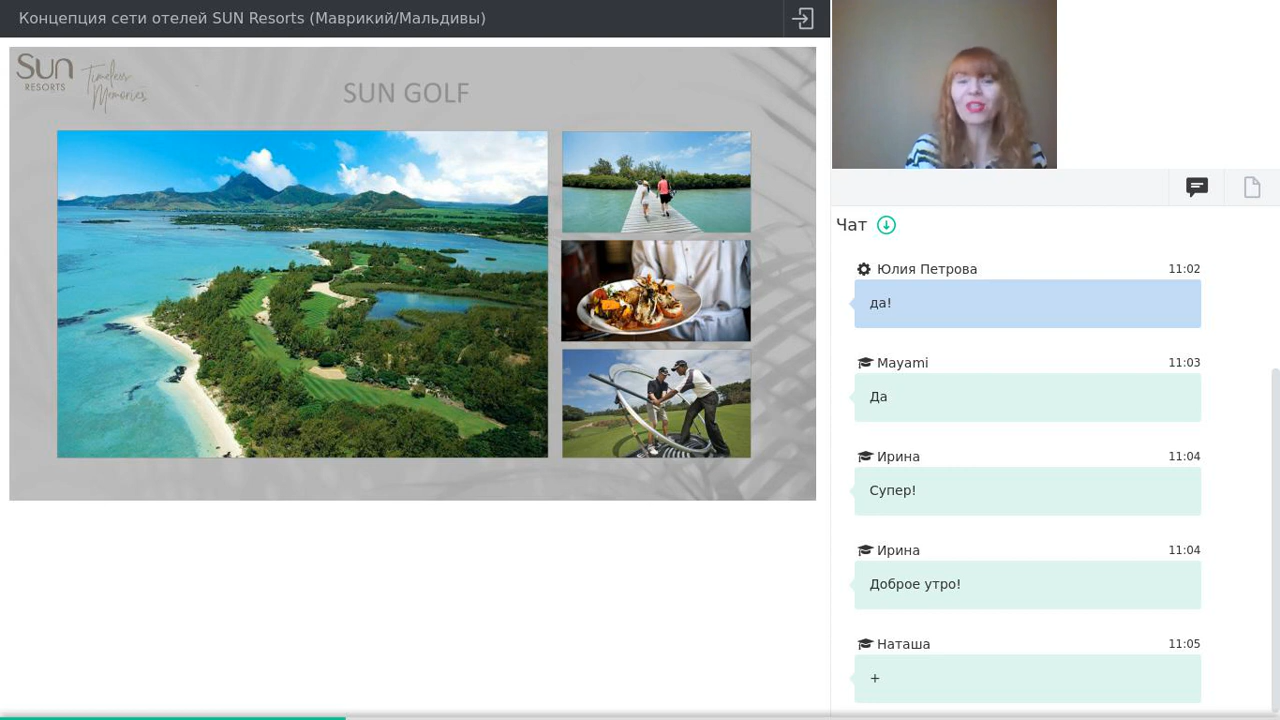 Концепция сети отелей SUN Resorts (Маврикий/Мальдивы)
Sun
RESORTS
Timeless
Memories
SUN GOLF
Чат
Юлия Петрова 11:02
да!
Mayami 11:03
Да
Ирина 11:04
Супер!
Ирина 11:04
Доброе утро!
Наташа 11:05
+